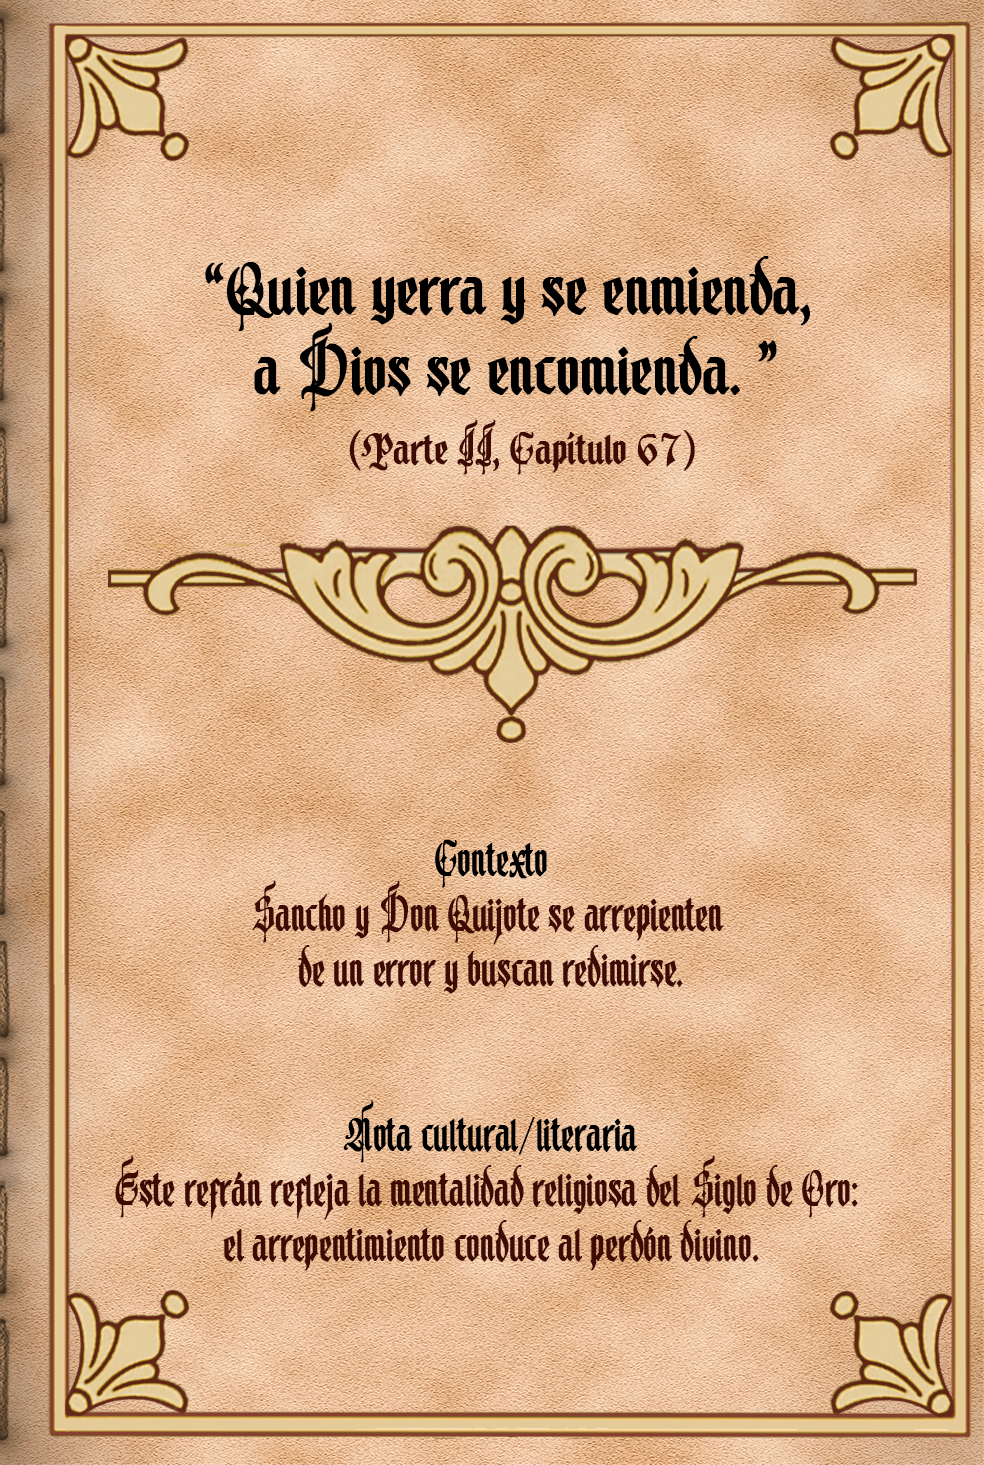 “Quien yerra y se enmienda,
a Dios se encomienda. ”
(Parte II, Capítulo 67)
Contexto
Sancho y Don Quijote se arrepienten
de un error y buscan redimirse.
Nota cultural/literaria
Este refrán refleja la mentalidad religiosa del Siglo de Oro:
el arrepentimiento conduce al perdón divino.